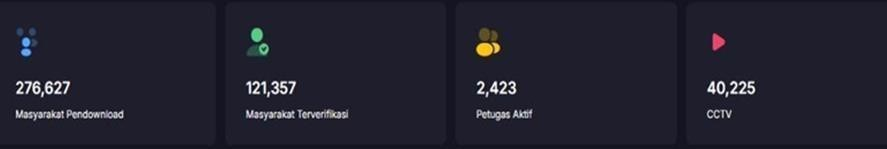 276,627
Masyarakat Pendownload
121,357
Masyarakat Terverifikasi
2,423
Petugas Aktif
40,225
CCTV